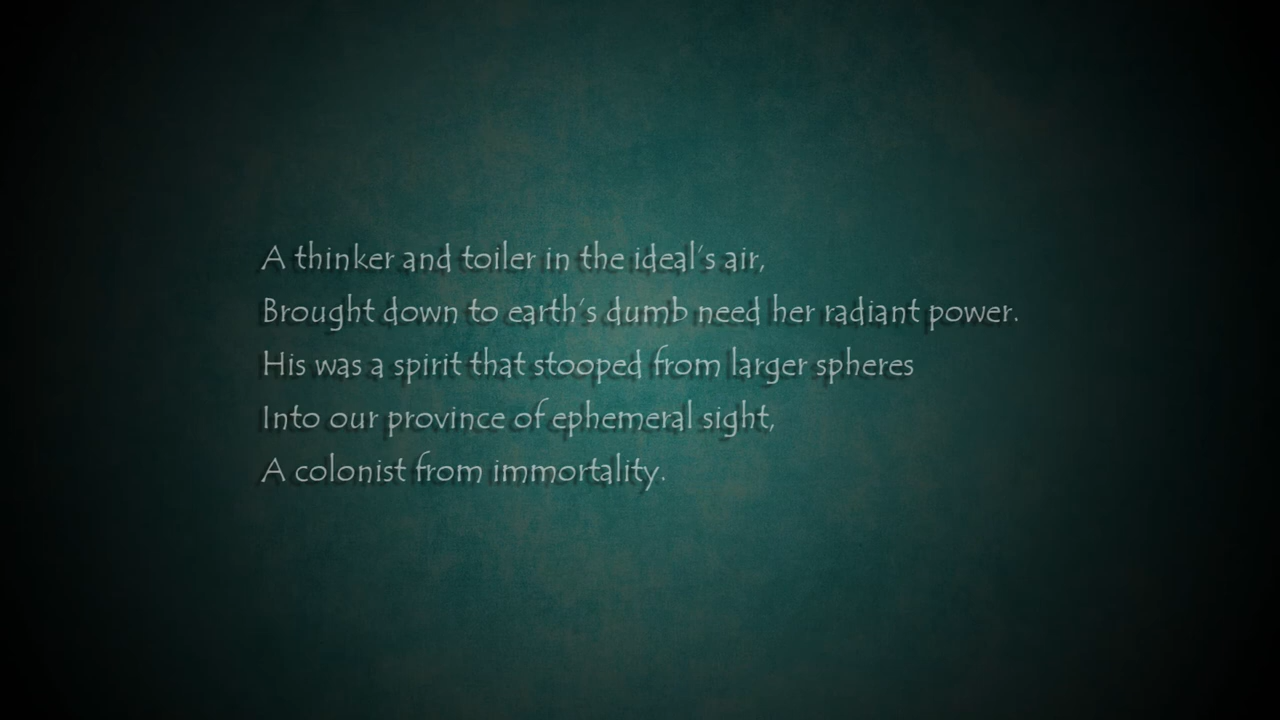 A thinker and toiler in the ideal's air,
Brought down to earth's dumb need her radiant power.
His was a spirit that stooped from larger spheres
Into our province of ephemeral sight,
A colonist from immortality.